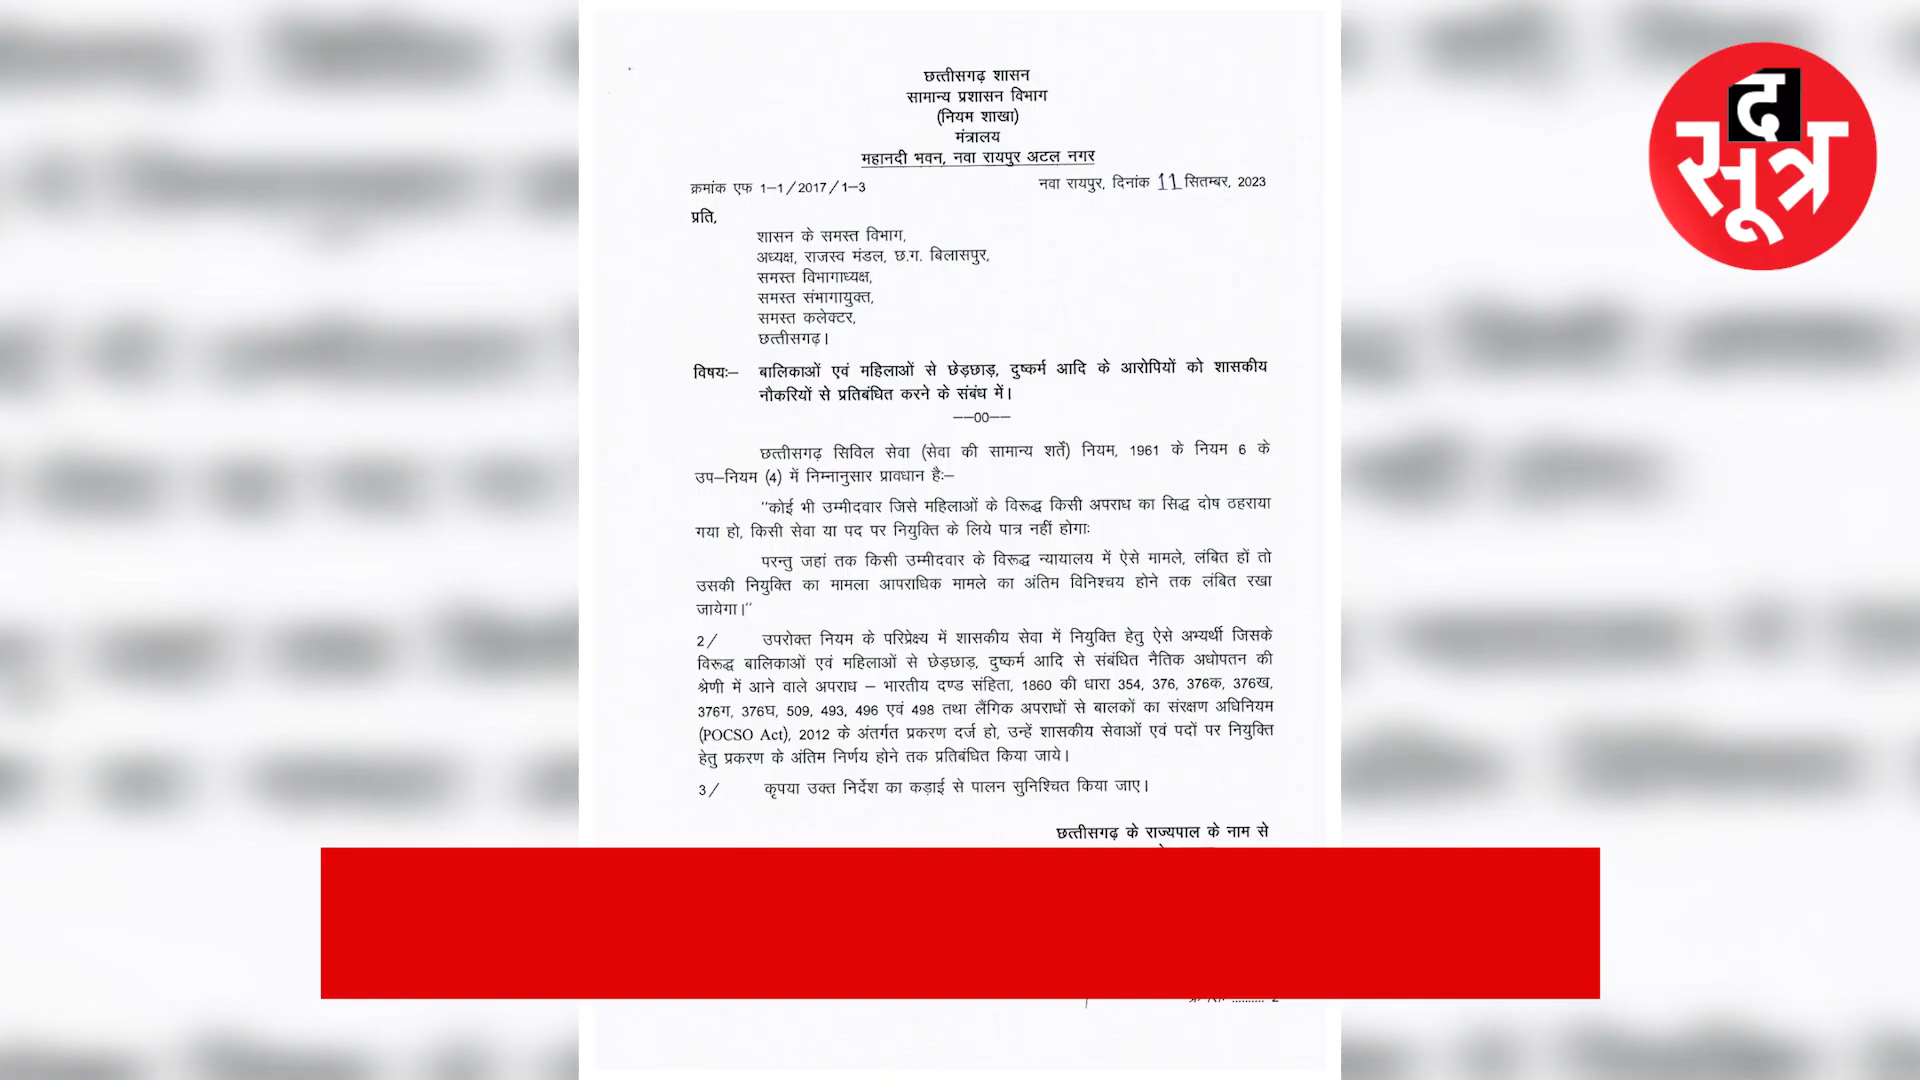 छत्तीसगढ़ शासन
सामान्य प्रशासन विभाग
(नियम शाखा)
मंत्रालय
महानदी भवन, नवा रायपुर अटल नगर
क्रमांक एफ 1–1/2017/1–3 नवा रायपुर, दिनांक 11 सितम्बर, 2023
प्रति,
शासन के समस्त विभाग,
अध्यक्ष, राजस्व मंडल, छ.ग. बिलासपुर,
समस्त विभागाध्यक्ष,
समस्त संभागायुक्त,
समस्त कलेक्टर,
छत्तीसगढ़।
विषयः– बालिकाओं एवं महिलाओं से छेड़छाड़, दुष्कर्म आदि के आरोपियों को शासकीय
नौकरियों से प्रतिबंधित करने के संबंध में।
––00––
छत्तीसगढ़ सिविल सेवा (सेवा की सामान्य शर्तें) नियम, 1961 के नियम 6 के
उप–नियम (4) में निम्नानुसार प्रावधान हैः–
''कोई भी उम्मीदवार जिसे महिलाओं के विरूद्ध किसी अपराध का सिद्ध दोष ठहराया
गया हो, किसी सेवा या पद पर नियुक्ति के लिये पात्र नहीं होगाः
परन्तु जहां तक किसी उम्मीदवार के विरूद्ध न्यायालय में ऐसे मामले, लंबित हों तो
उसकी नियुक्ति का मामला आपराधिक मामले का अंतिम विनिश्चय होने तक लंबित रखा
जायेगा।''
2/ उपरोक्त नियम के परिप्रेक्ष्य में शासकीय सेवा में नियुक्ति हेतु ऐसे अभ्यर्थी जिसके
विरूद्ध बालिकाओं एवं महिलाओं से छेड़छाड़, दुष्कर्म आदि से संबंधित नैतिक अधोपतन की
श्रेणी में आने वाले अपराध – भारतीय दण्ड संहिता, 1860 की धारा 354, 376, 376क, 376ख,
376ग, 376घ, 509, 493, 496 एवं 498 तथा लैंगिक अपराधों से बालकों का संरक्षण अधिनियम
(POCSO Act), 2012 के अंतर्गत प्रकरण दर्ज हो, उन्हें शासकीय सेवाओं एवं पदों पर नियुक्ति
हेतु प्रकरण के अंतिम निर्णय होने तक प्रतिबंधित किया जाये।
3/ कृपया उक्त निर्देश का कड़ाई से पालन सुनिश्चित किया जाए।
छत्तीसगढ़ के राज्यपाल के नाम से
द
सूत्र